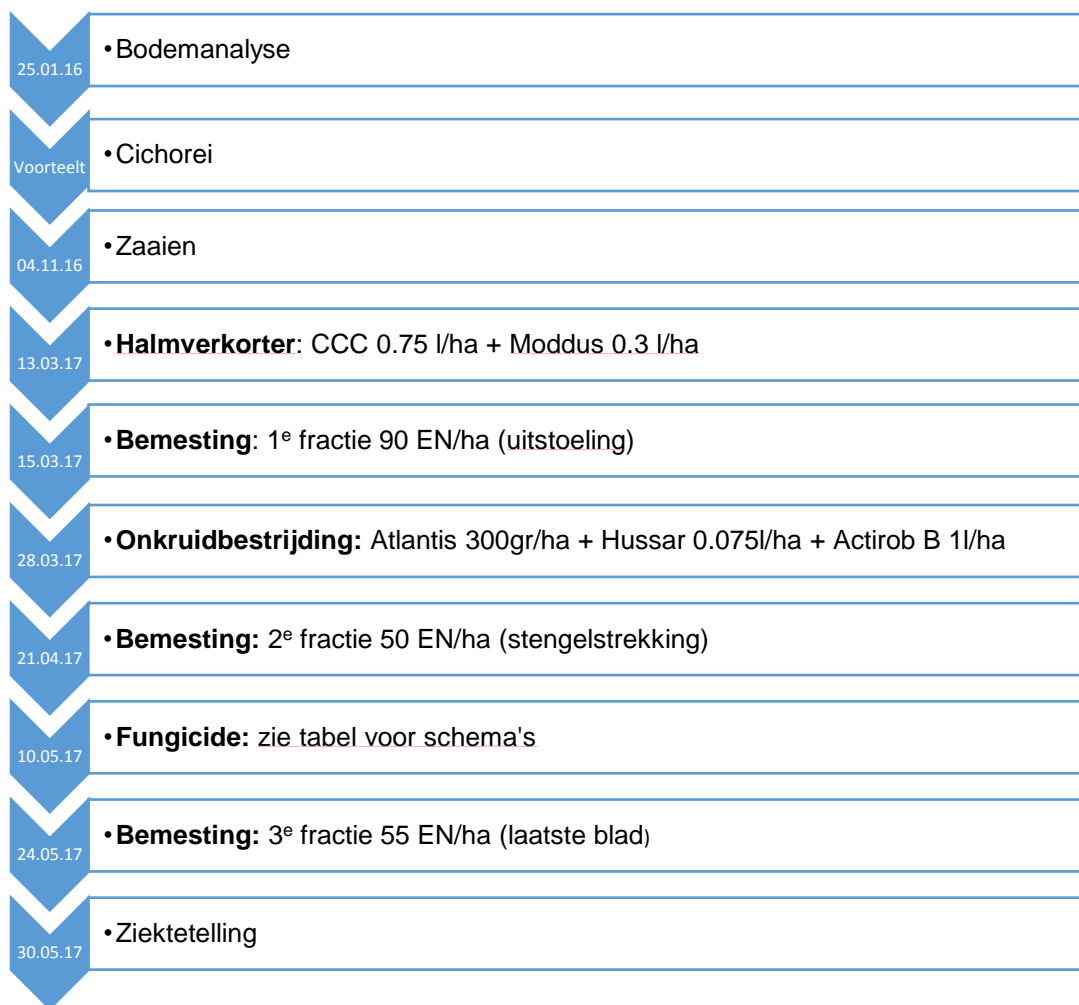 25.01.16
•Bodemanalyse
Voorteelt
•Cichorei
04.11.16
•Zaaien
13.03.17
•Halmverkorter: CCC 0.75 l/ha + Moddus 0.3 l/ha
15.03.17
•Bemesting: 1e fractie 90 EN/ha (uitstoeling)
28.03.17
•Onkruidbestrijding: Atlantis 300gr/ha + Hussar 0.075l/ha + Actirob B 1l/ha
21.04.17
•Bemesting: 2e fractie 50 EN/ha (stengelstrekking)
10.05.17
•Fungicide: zie tabel voor schema's
24.05.17
•Bemesting: 3e fractie 55 EN/ha (laatste blad)
30.05.17
•Ziektetelling